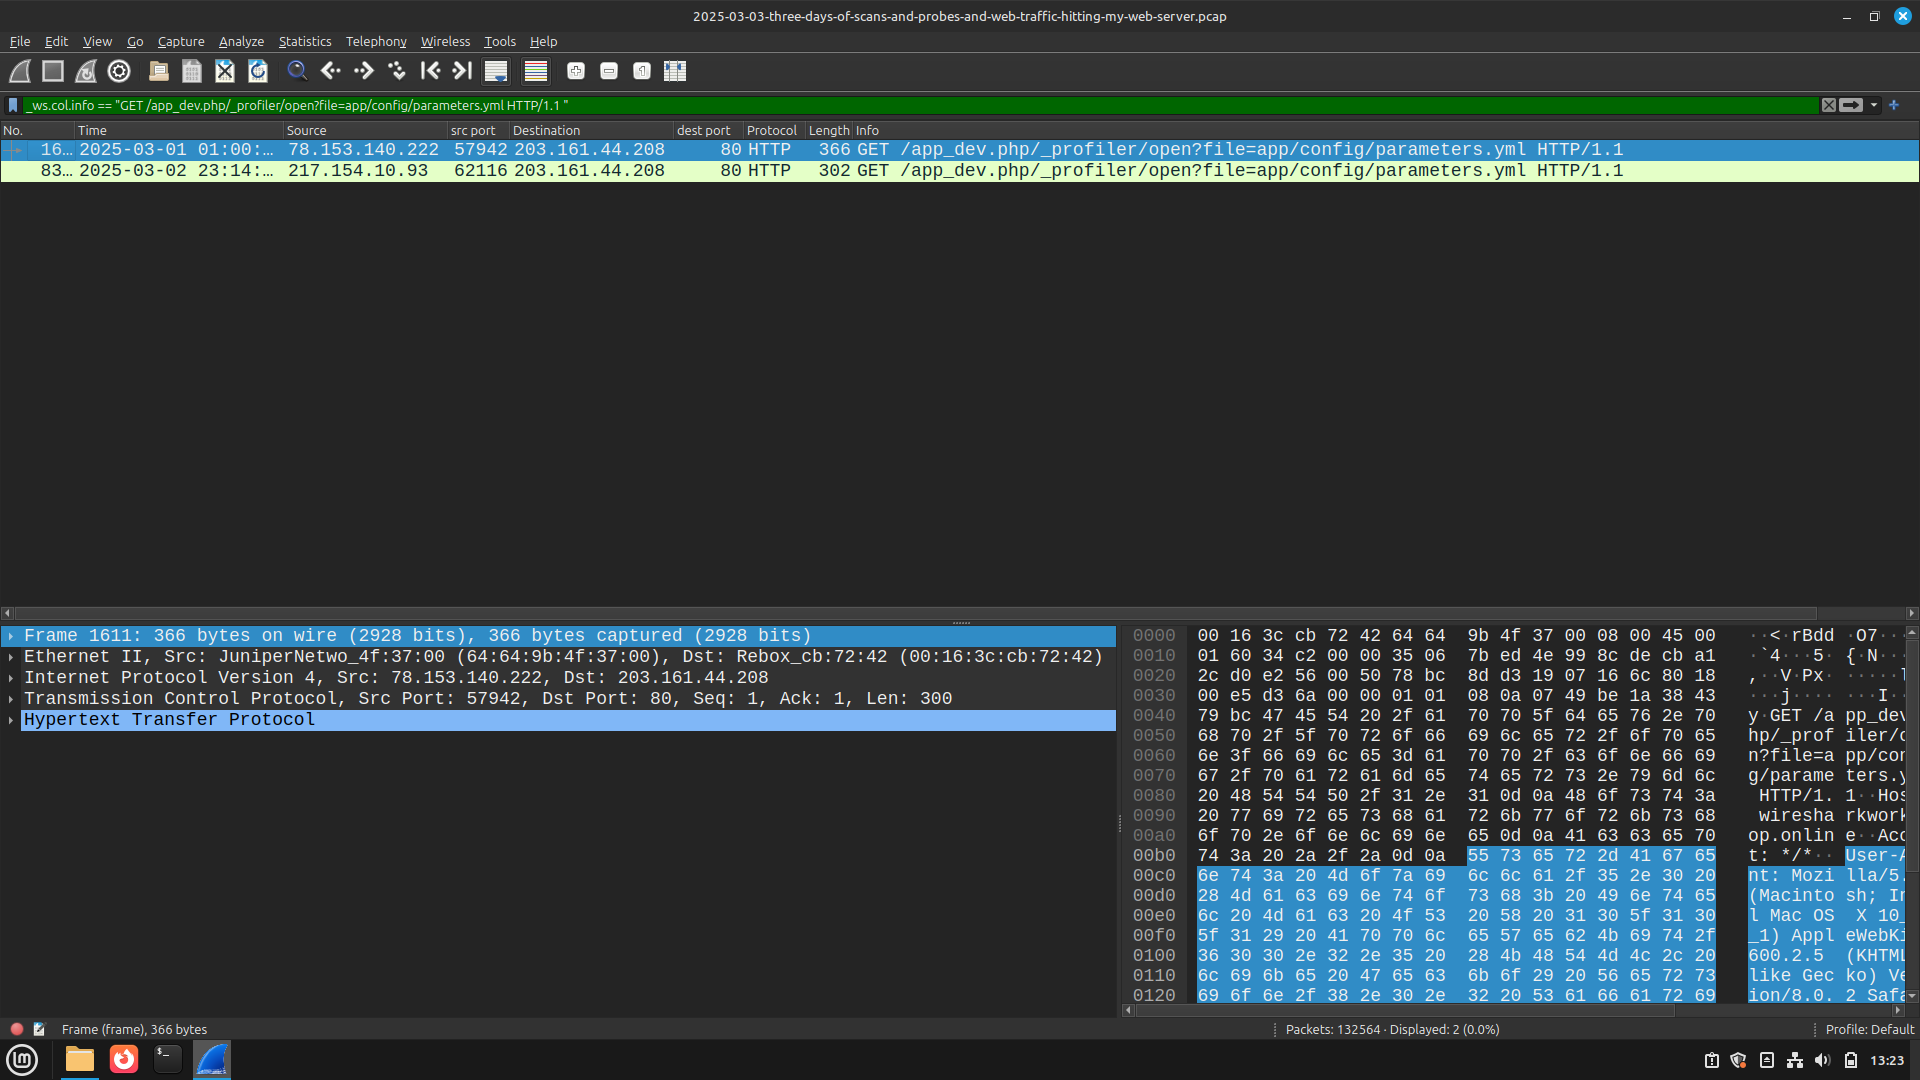 2025-03-03-three-days-of-scans-and-probes-and-web-traffic-hitting-my-web-server.pcap
File Edit View Go Capture Analyze Statistics Telephony Wireless Tools Help
_ws.col.info == "GET /app_dev.php/_profiler/open?file=app/config/parameters.yml HTTP/1.1 "
No. Time Source src port Destination dest port Protocol Length Info
16… 2025-03-01 01:00:… 78.153.140.222 57942 203.161.44.208 80 HTTP 366 GET /app_dev.php/_profiler/open?file=app/config/parameters.yml HTTP/1.1
83… 2025-03-02 23:14:… 217.154.10.93 62116 203.161.44.208 80 HTTP 302 GET /app_dev.php/_profiler/open?file=app/config/parameters.yml HTTP/1.1
Frame 1611: 366 bytes on wire (2928 bits), 366 bytes captured (2928 bits)
Ethernet II, Src: JuniperNetwo_4f:37:00 (64:64:9b:4f:37:00), Dst: Rebox_cb:72:42 (00:16:3c:cb:72:42)
Internet Protocol Version 4, Src: 78.153.140.222, Dst: 203.161.44.208
Transmission Control Protocol, Src Port: 57942, Dst Port: 80, Seq: 1, Ack: 1, Len: 300
Hypertext Transfer Protocol
0000 00 16 3c cb 72 42 64 64 9b 4f 37 00 08 00 45 00 ··<·rBdd ·O7···
0010 01 60 34 c2 00 00 35 06 7b ed 4e 99 8c de cb a1 ·`4···5· {·N···
0020 2c d0 e2 56 00 50 78 bc 8d d3 19 07 16 6c 80 18 ,··V·Px· ·····l
0030 00 e5 d3 6a 00 00 01 01 08 0a 07 49 be 1a 38 43 ···j···· ···I··
0040 79 bc 47 45 54 20 2f 61 70 70 5f 64 65 76 2e 70 y·GET /a pp_dev
0050 68 70 2f 5f 70 72 6f 66 69 6c 65 72 2f 6f 70 65 hp/_prof iler/o
0060 6e 3f 66 69 6c 65 3d 61 70 70 2f 63 6f 6e 66 69 n?file=a pp/con
0070 67 2f 70 61 72 61 6d 65 74 65 72 73 2e 79 6d 6c g/parame ters.y
0080 20 48 54 54 50 2f 31 2e 31 0d 0a 48 6f 73 74 3a HTTP/1. 1··Hos
0090 20 77 69 72 65 73 68 61 72 6b 77 6f 72 6b 73 68 wiresha rkwork
00a0 6f 70 2e 6f 6e 6c 69 6e 65 0d 0a 41 63 63 65 70 op.onlin e··Acc
00b0 74 3a 20 2a 2f 2a 0d 0a 55 73 65 72 2d 41 67 65 t: */*·· User-A
00c0 6e 74 3a 20 4d 6f 7a 69 6c 6c 61 2f 35 2e 30 20 nt: Mozi lla/5.
00d0 28 4d 61 63 69 6e 74 6f 73 68 3b 20 49 6e 74 65 (Macinto sh; In
00e0 6c 20 4d 61 63 20 4f 53 20 58 20 31 30 5f 31 30 l Mac OS  X 10_
00f0 5f 31 29 20 41 70 70 6c 65 57 65 62 4b 69 74 2f _1) Appl eWebKi
0100 36 30 30 2e 32 2e 35 20 28 4b 48 54 4d 4c 2c 20 600.2.5  (KHTML
0110 6c 69 6b 65 20 47 65 63 6b 6f 29 20 56 65 72 73 like Gec ko) Ve
0120 69 6f 6e 2f 38 2e 30 2e 32 20 53 61 66 61 72 69 ion/8.0. 2 Safa
Frame (frame), 366 bytes Packets: 132564 · Displayed: 2 (0.0%) Profile: Default
13:23